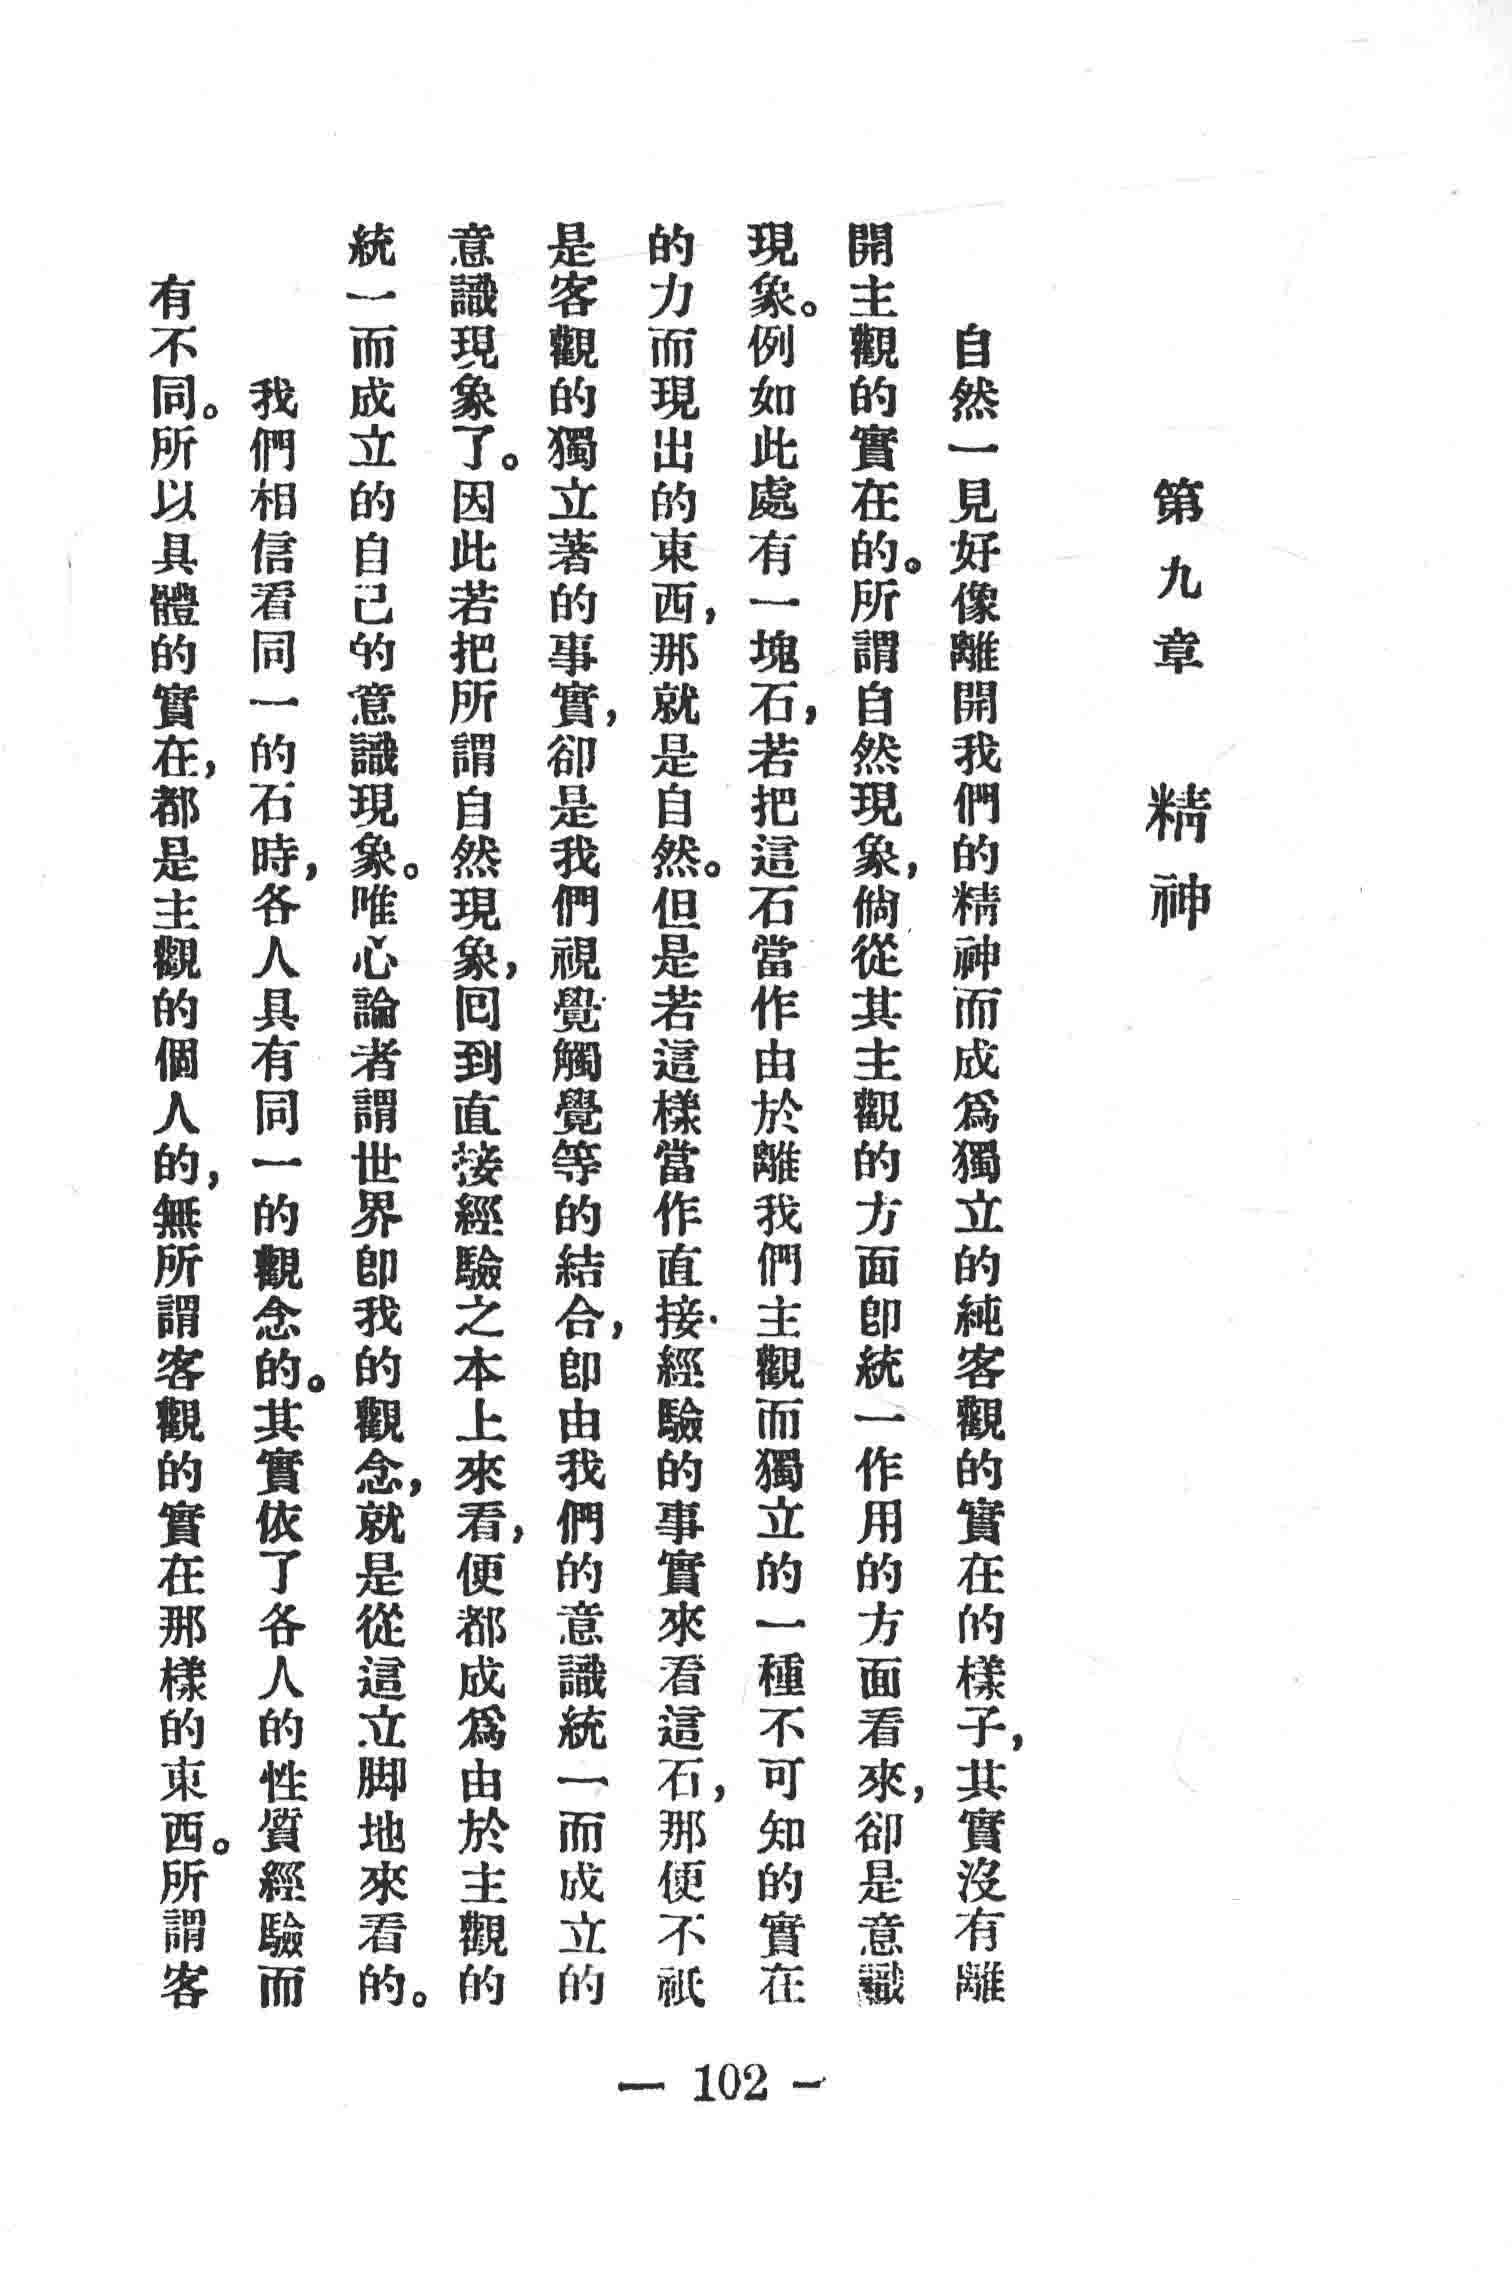 第九章　精神
自然一見好像離開我們的精神而成爲獨立的純客觀的實在的樣子，其實沒有離
開主觀的實在的。所謂自然現象，倘從其主觀的方面卽統一作用的方面看來，卻是意識
現象。例如此處有一塊石，若把這石當作由於離我們主觀而獨立的一種不可知的實在
的力而現出的東西，那就是自然。但是若這樣當作直接經驗的事實來看這石，那便不祇
是客觀的獨立著的事實，卻是我們視覺觸覺等的結合，卽由我們的意識統一而成立的
意識現象了。因此若把所謂自然現象，回到直接經驗之本上來看，便都成爲由於主觀的
統一而成立的自己的意識現象。唯心論者謂世界卽我的觀念，就是從這立脚地來看的。
我們相信看同一的石時，各人具有同一的觀念的。其實依了各人的性質經驗而
有不同。所以具體的實在，都是主觀的個人的，無所謂客觀的實在那樣的東西。所謂客
— 102 -